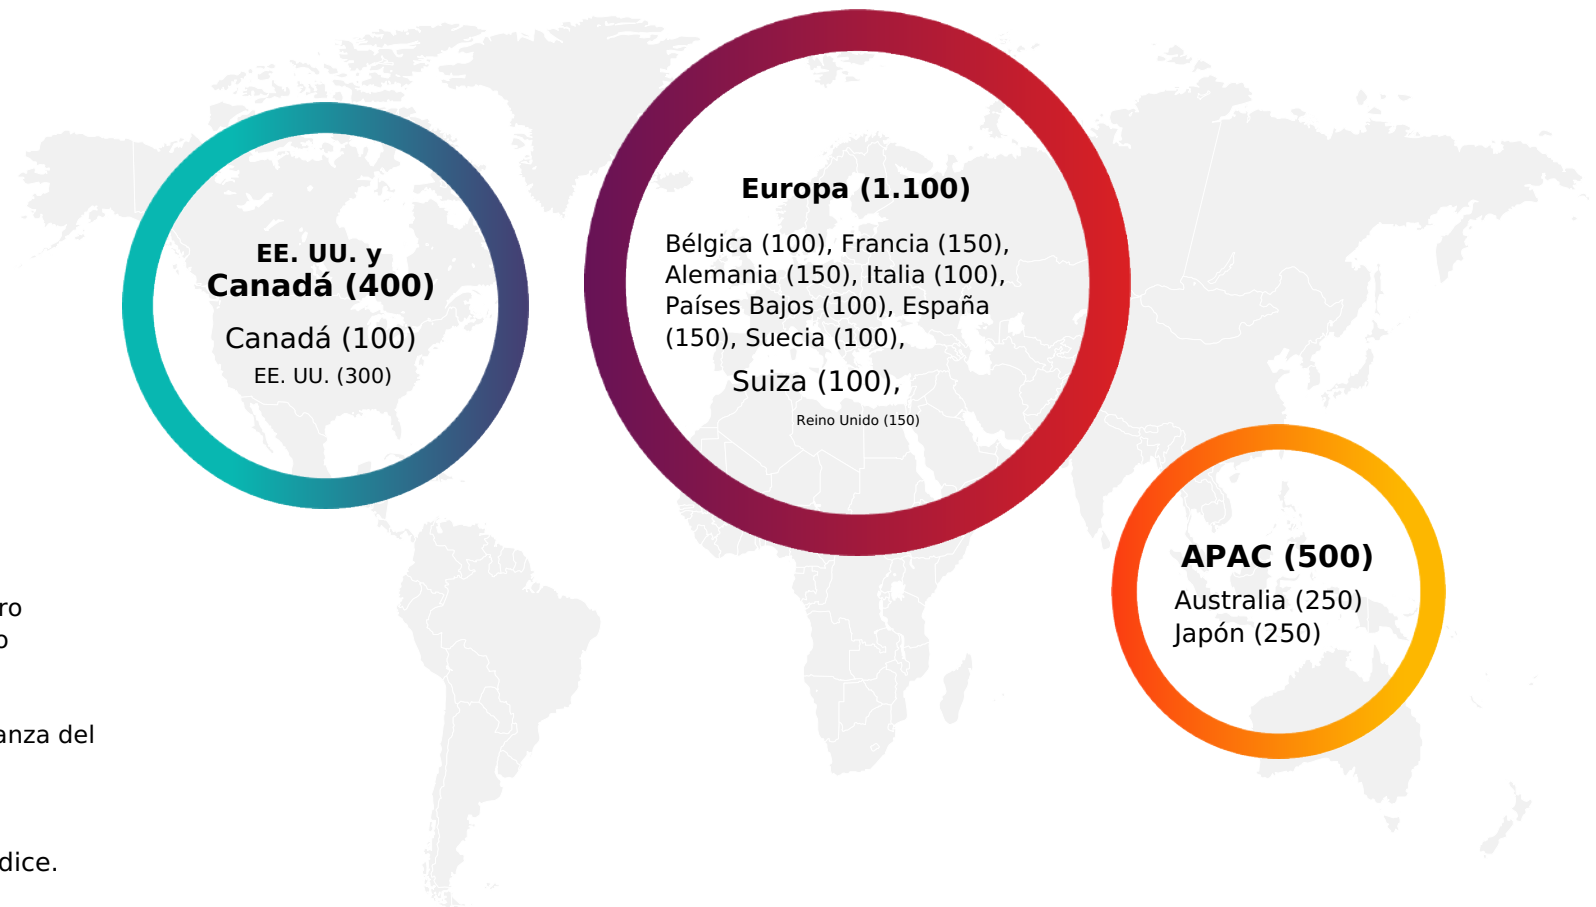 EE. UU. y
Canadá (400)
Canadá (100)
EE. UU. (300)
Europa (1.100)
Bélgica (100), Francia (150),
Alemania (150), Italia (100),
Países Bajos (100), España
(150), Suecia (100),
Suiza (100),
Reino Unido (150)
APAC (500)
Australia (250)
Japón (250)
ro
o
anza del
dice.